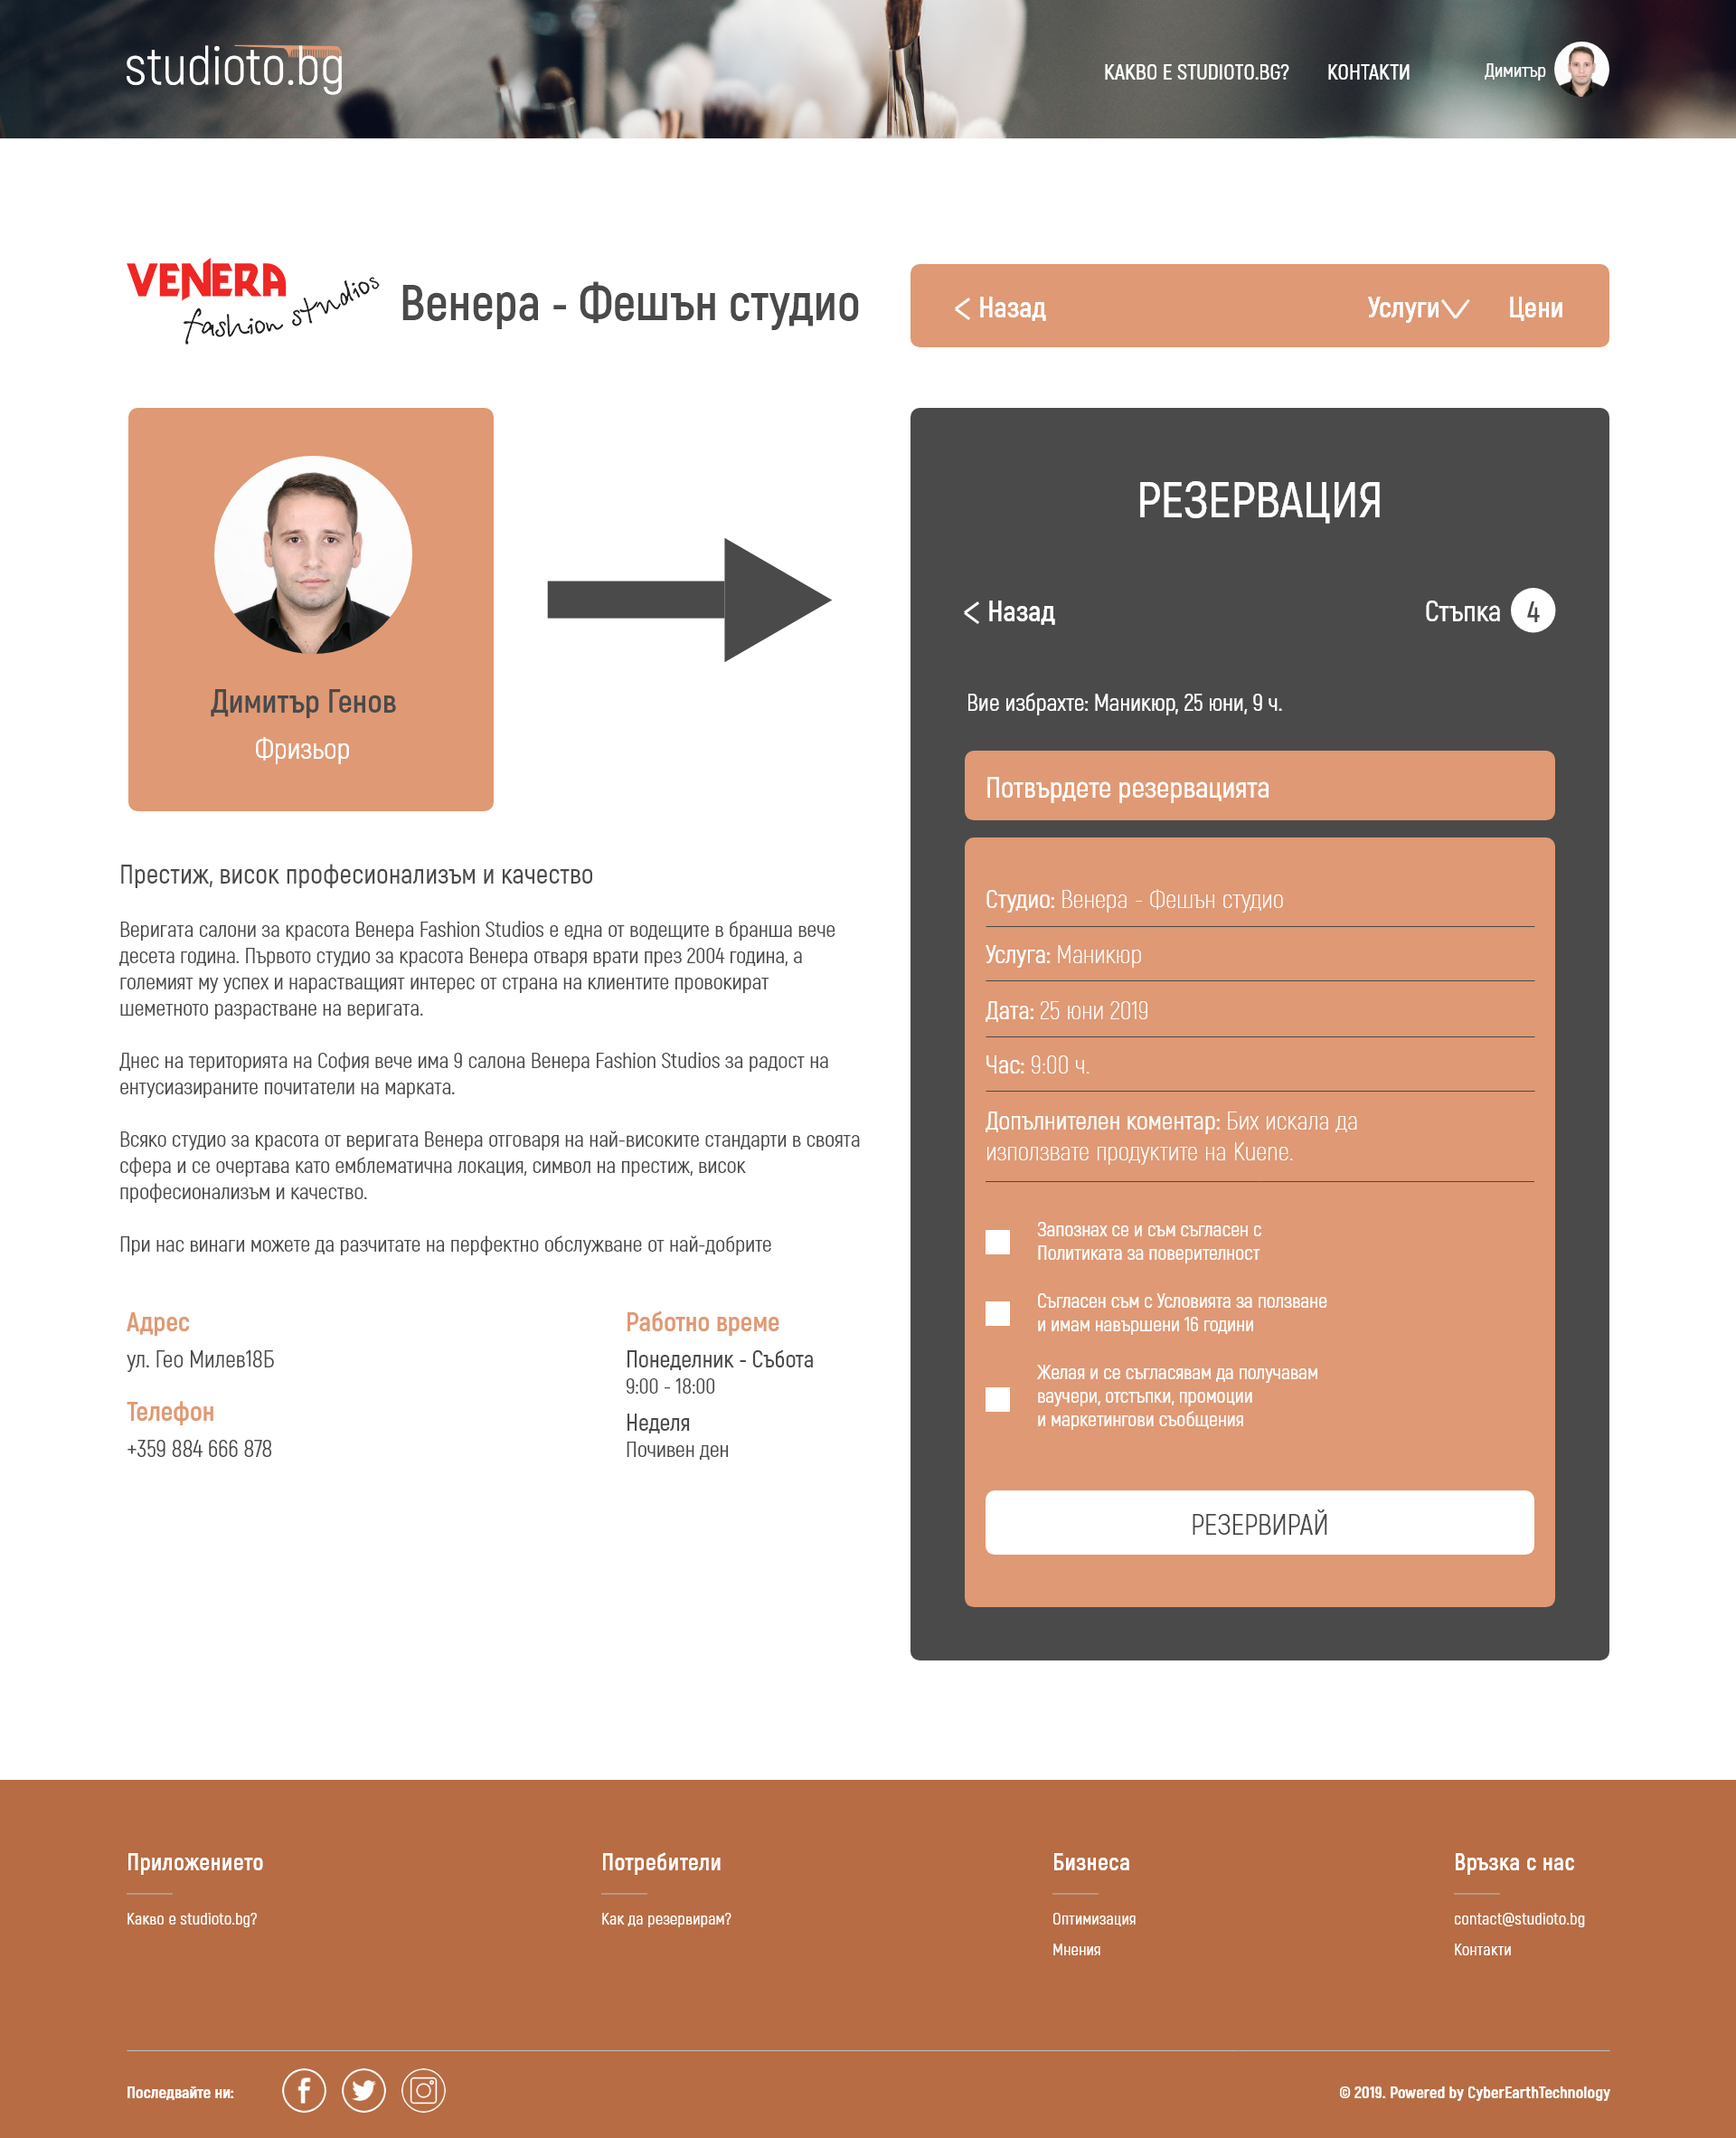 studioto.bg
КАКВО Е STUDIOTO.BG?
КОНТАКТИ
Димитър
VENERA
fashion studios
Венера - Фешън студио
Назад
Услуги
Цени
Димитър Генов
Фризьор
Престиж, висок професионализъм и качество
Веригата салони за красота Венера Fashion Studios е една от водещите в бранша вече
десета година. Първото студио за красота Венера отваря врати през 2004 година, а
големият му успех и нарастващият интерес от страна на клиентите провокират
шеметното разрастване на веригата.
Днес на територията на София вече има 9 салона Венера Fashion Studios за радост на
ентусиазираните почитатели на марката.
Всяко студио за красота от веригата Венера отговаря на най-високите стандарти в своята
сфера и се очертава като емблематична локация, символ на престиж, висок
професионализъм и качество.
При нас винаги можете да разчитате на перфектно обслужване от най-добрите
Адрес
ул. Гео Милев18Б
Телефон
+359 884 666 878
Работно време
Понеделник - Събота
9:00 - 18:00
Неделя
Почивен ден
РЕЗЕРВАЦИЯ
Назад
Стъпка 4
Вие избрахте: Маникюр, 25 юни, 9 ч.
Потвърдете резервацията
Студио: Венера - Фешън студио
Услуга: Маникюр
Дата: 25 юни 2019
Час: 9:00 ч.
Допълнителен коментар: Бих искала да
използвате продуктите на Kuene.
Запознах се и съм съгласен с
Политиката за поверителност
Съгласен съм с Условията за ползване
и имам навършени 16 години
Желая и се съгласявам да получавам
ваучери, отстъпки, промоции
и маркетингови съобщения
РЕЗЕРВИРАЙ
Приложението
Какво е studioto.bg?
Потребители
Как да резервирам?
Бизнеса
Оптимизация
Мнения
Връзка с нас
contact@studioto.bg
Контакти
Последвайте ни:
© 2019. Powered by CyberEarthTechnology